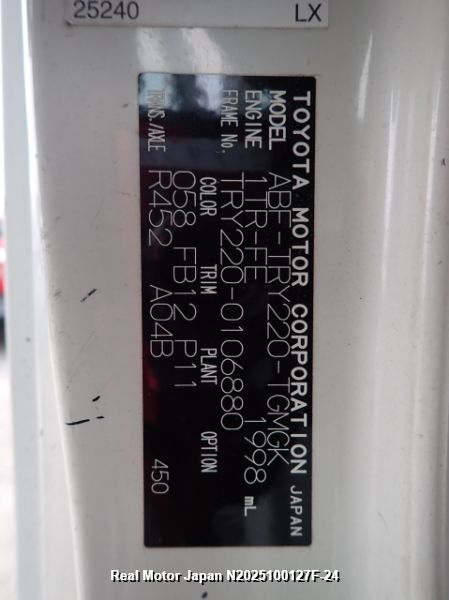 25240 LX
TOYOTA MOTOR CORPORATION JAPAN
MODEL ABF-TRY220-TGMGK
ENGINE 1TR-FE 1998 mL
FRAME No. TRY220-0106880
COLOR TRIM PLANT OPTION
058 FB12 P11
TRANS./AXLE R452 A04B 450
Real Motor Japan N2025100127F-24